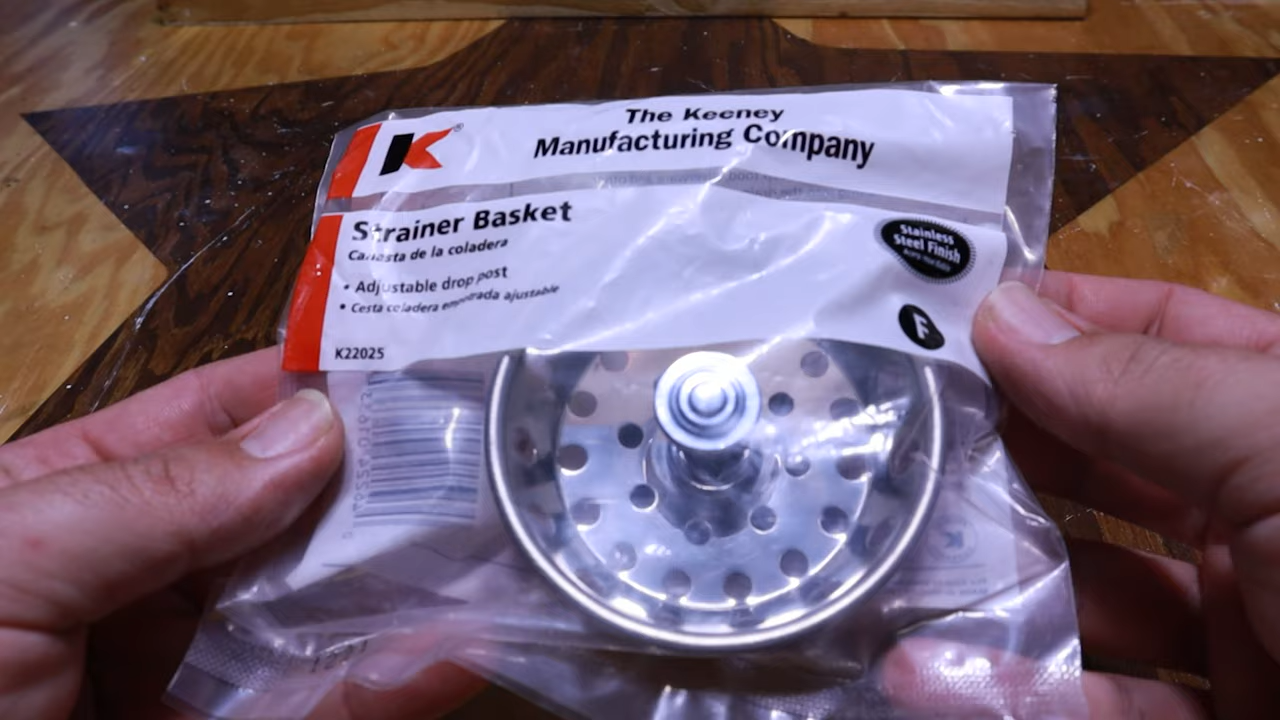 K®
The Keeney
Manufacturing Company
Strainer Basket
Canasta de la coladera
• Adjustable drop post
• Cesta coladera empotrada ajustable
K22025
Stainless
Steel Finish
F
K